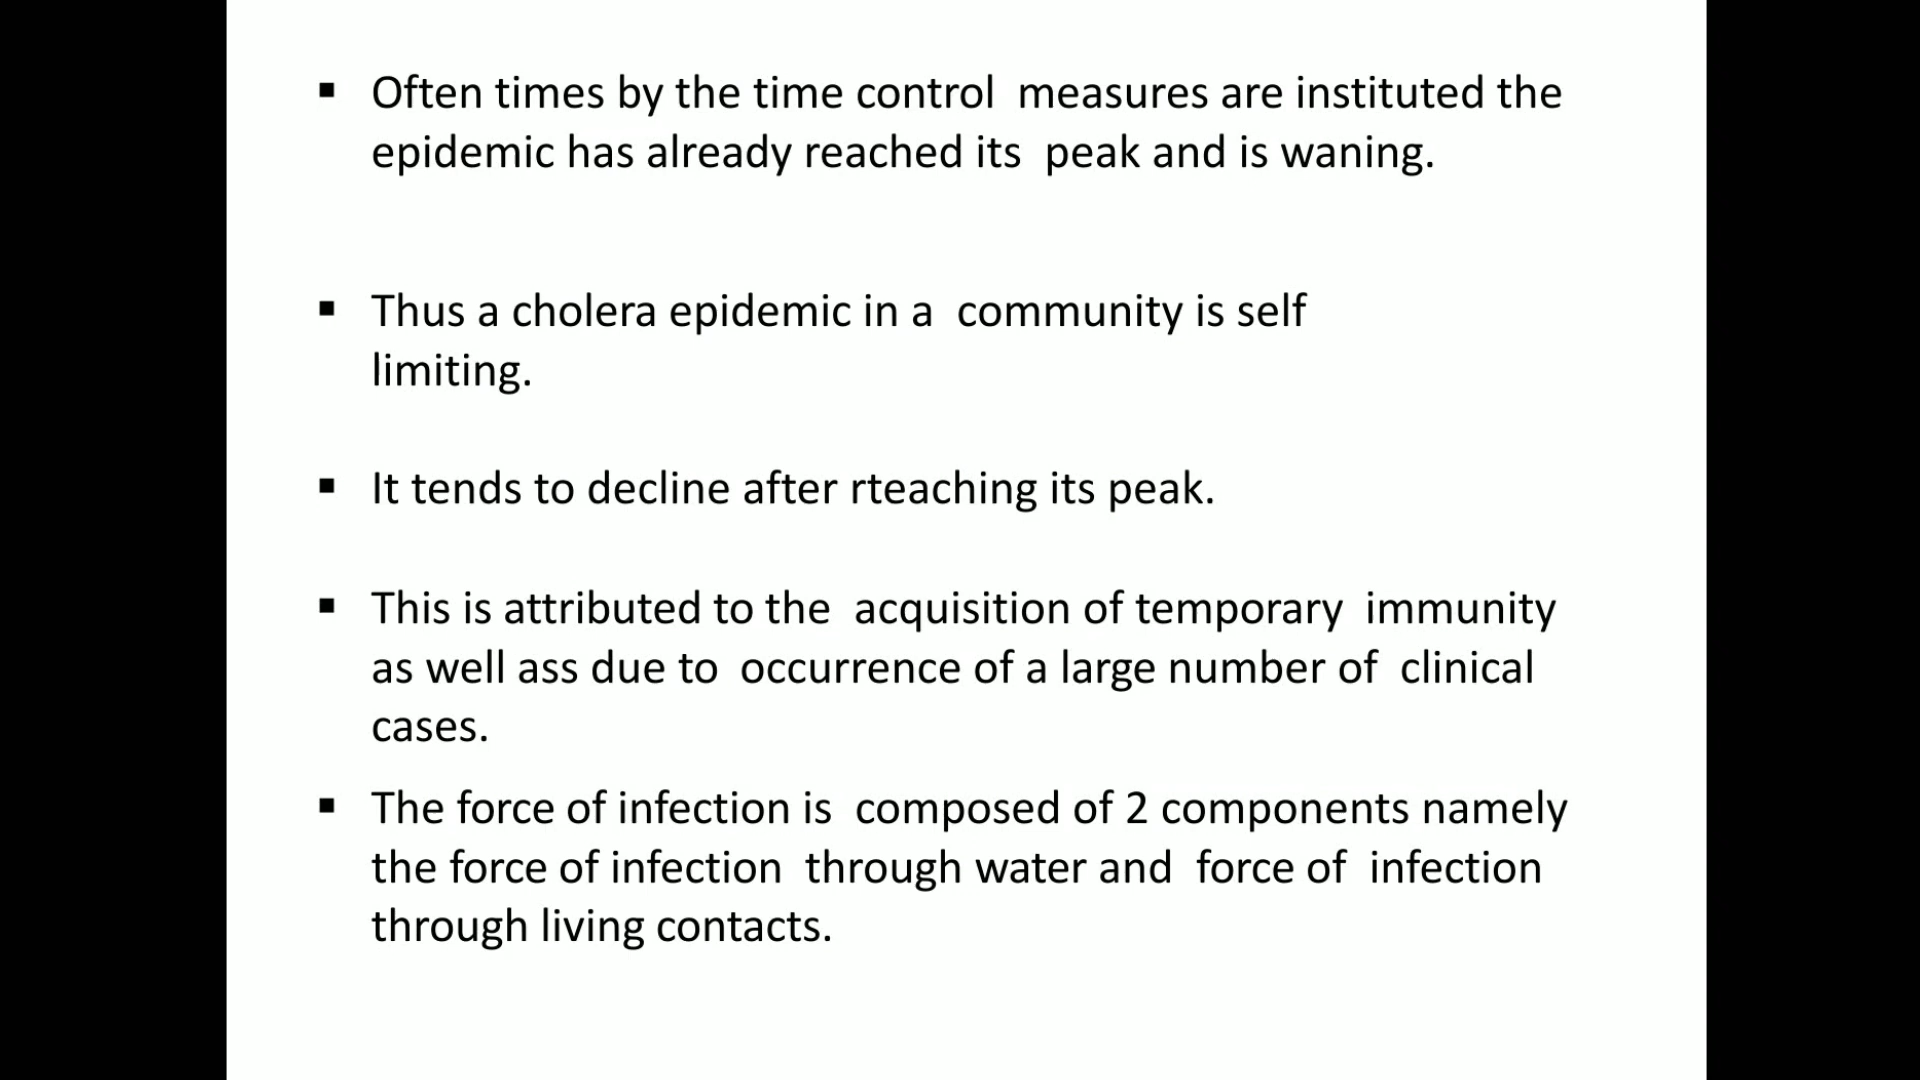 ▪ Often times by the time control  measures are instituted the
epidemic has already reached its  peak and is waning.
▪ Thus a cholera epidemic in a  community is self
limiting.
▪ It tends to decline after rteaching its peak.
▪ This is attributed to the  acquisition of temporary  immunity
as well ass due to  occurrence of a large number of  clinical
cases.
▪ The force of infection is  composed of 2 components namely
the force of infection  through water and  force of  infection
through living contacts.